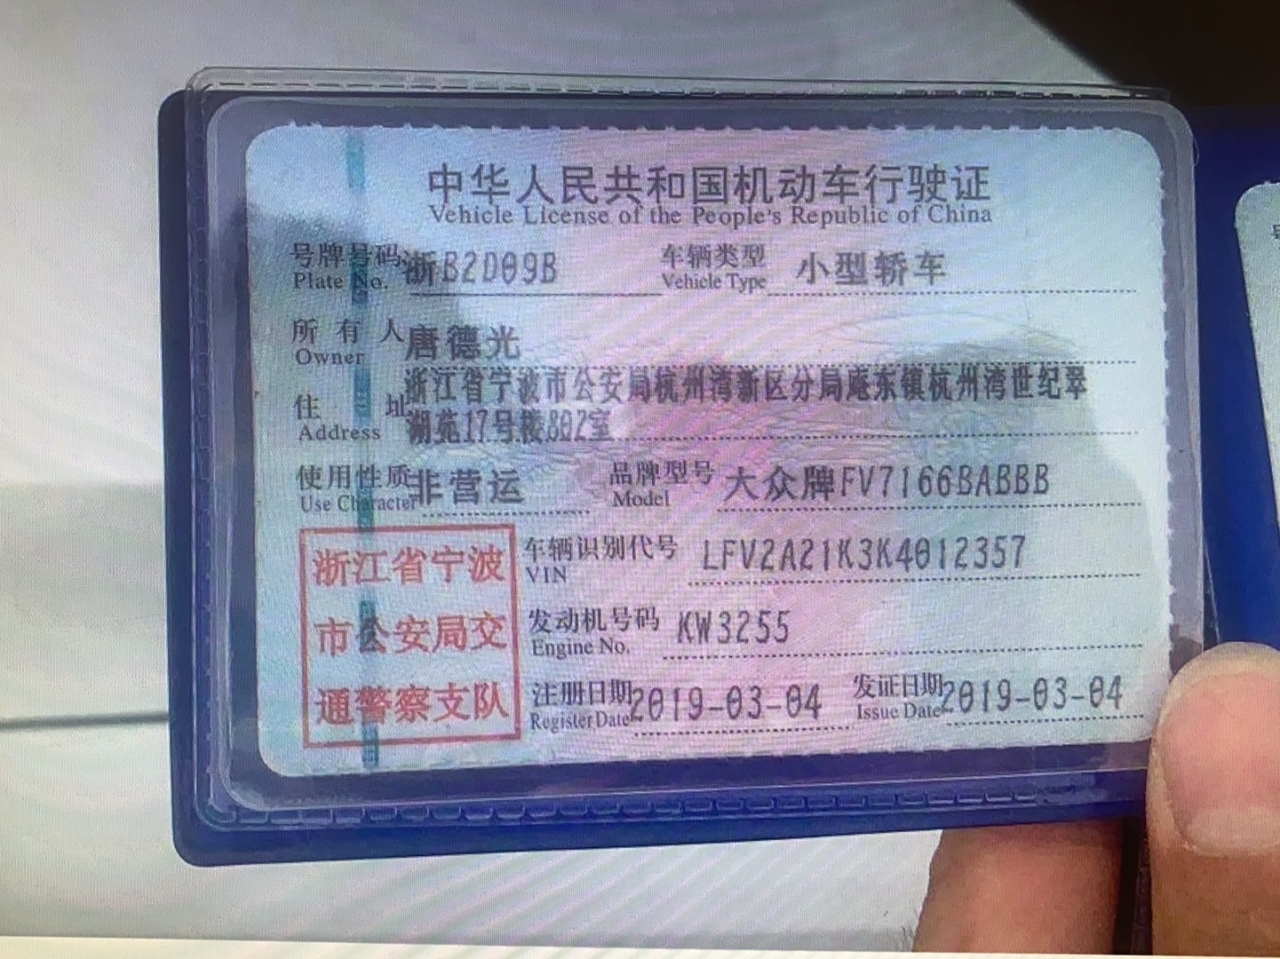 中华人民共和国机动车行驶证
Vehicle License of the People's Republic of China
号牌号码 浙B2D09B 车辆类型 小型轿车
Plate No. Vehicle Type
所有人 唐德光
Owner
浙江省宁波市公安局杭州湾新区分局庵东镇杭州湾世纪翠
住址 湖苑17号楼802室
Address
使用性质 非营运 品牌型号 大众牌FV7166BABBB
Use Character Model
车辆识别代号 LFV2A21K3K4012357
VIN
发动机号码 KW3255
Engine No.
注册日期 2019-03-04 发证日期 2019-03-04
Register Date Issue Date
浙江省宁波
市公安局交
通警察支队